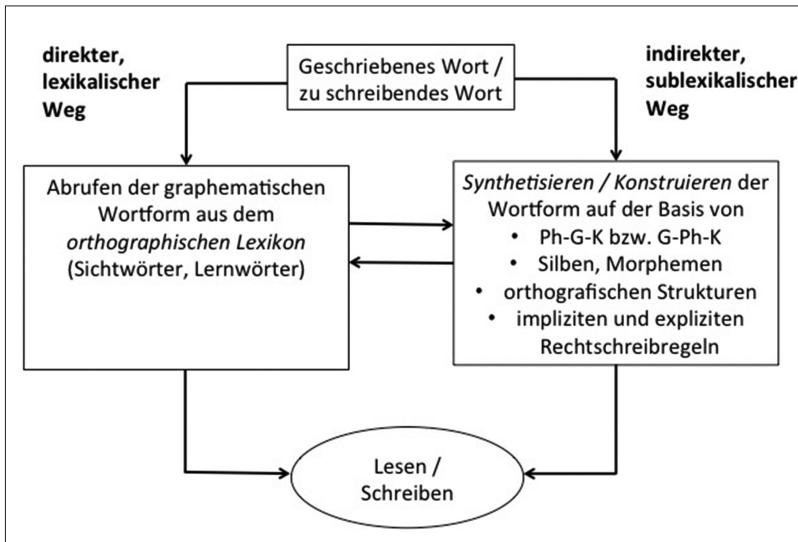 direkter,
lexikalischer
Weg
Geschriebenes Wort /
zu schreibendes Wort
indirekter,
sublexikalischer
Weg
Abrufen der graphematischen
Wortform aus dem
orthographischen Lexikon
(Sichtwörter, Lernwörter)
Synthetisieren / Konstruieren der
Wortform auf der Basis von
• Ph-G-K bzw. G-Ph-K
• Silben, Morphemen
• orthografischen Strukturen
• impliziten und expliziten
Rechtschreibregeln
Lesen /
Schreiben